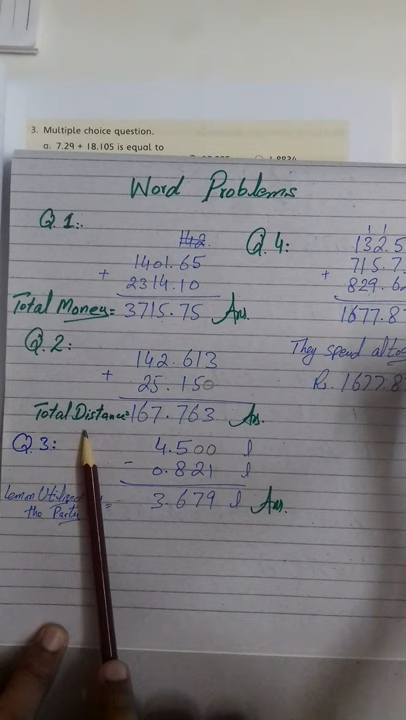 3. Multiple choice question.
a. 7.29 + 18.105 is equal to
Word Problems
Q.1:
1401.65
+ 2314.10
Total Money = 3715.75 Ans.
Q.2:
142.613
+ 25.150
Total Distance = 167.763 Ans.
Q3:
4.500 l
- 0.821 l
the Party = 3.679 l Ans.
Q.4:
1 1
132.5
+ 715.7
829.6
1677.8
They spend alto
Rs. 1677.8